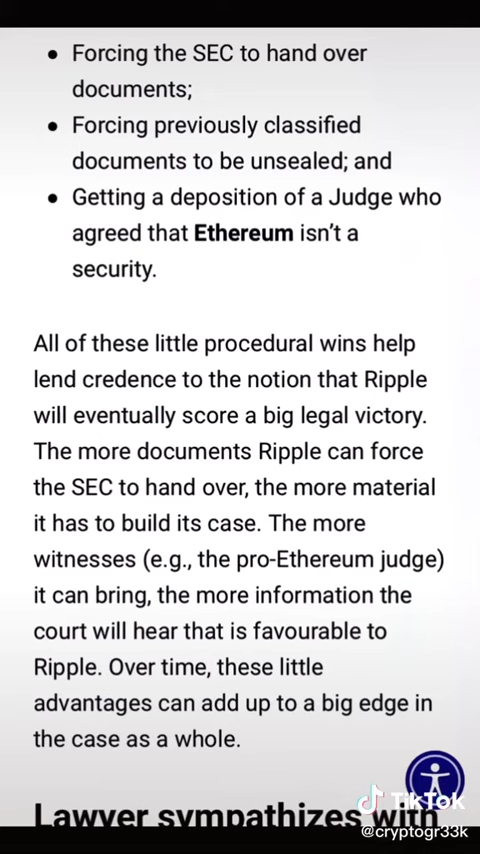 • Forcing the SEC to hand over
documents;
• Forcing previously classified
documents to be unsealed; and
• Getting a deposition of a Judge who
agreed that Ethereum isn't a
security.
All of these little procedural wins help
lend credence to the notion that Ripple
will eventually score a big legal victory.
The more documents Ripple can force
the SEC to hand over, the more material
it has to build its case. The more
witnesses (e.g., the pro-Ethereum judge)
it can bring, the more information the
court will hear that is favourable to
Ripple. Over time, these little
advantages can add up to a big edge in
the case as a whole.
Lawyer sympathizes with
TikTok
@cryptogr33k